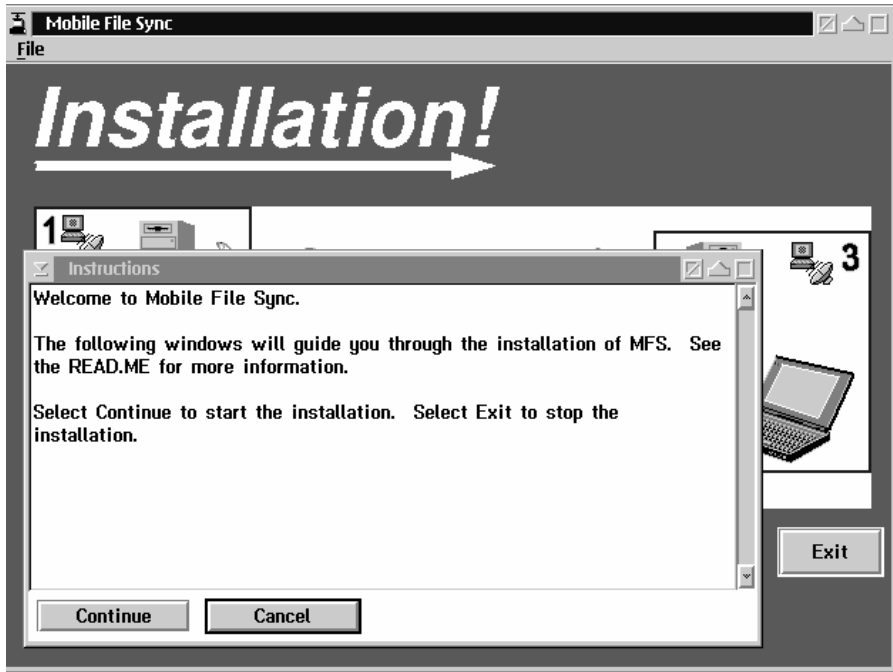 Mobile File Sync
File
Installation!
1
3
Instructions
Welcome to Mobile File Sync.
The following windows will guide you through the installation of MFS.  See
the READ.ME for more information.
Select Continue to start the installation.  Select Exit to stop the
installation.
Exit
Continue
Cancel